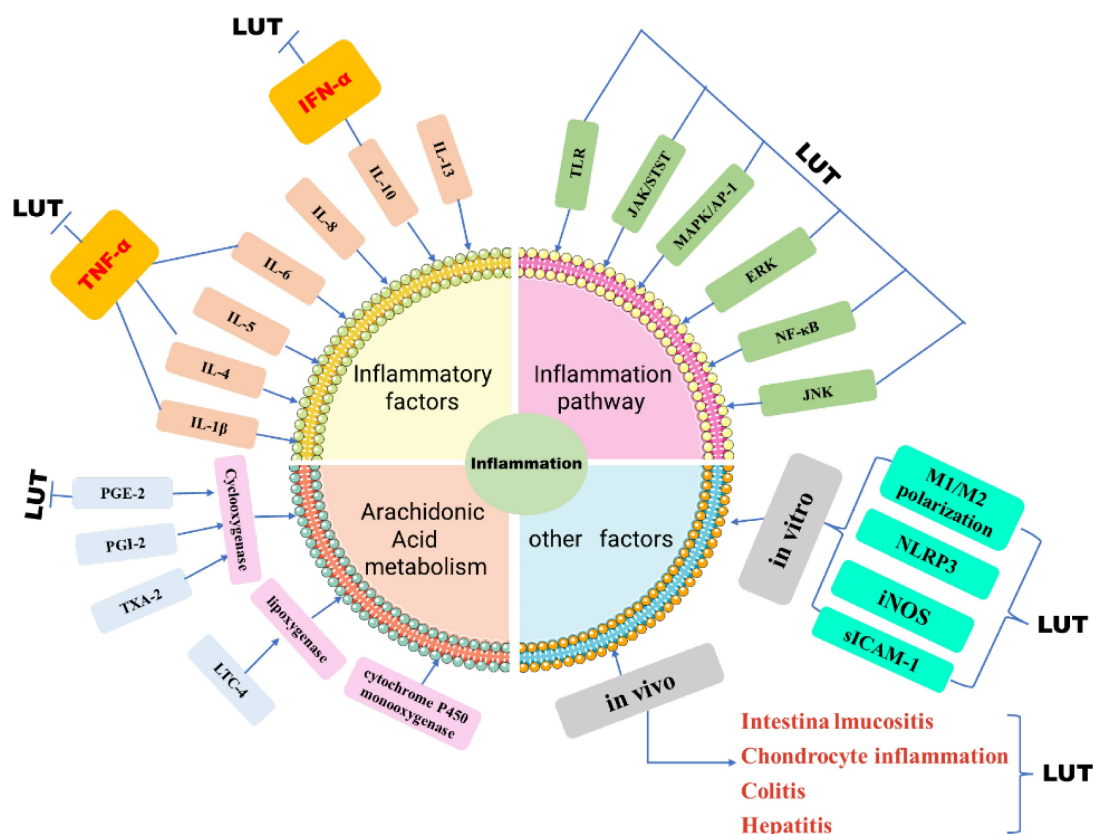 LUT
IFN-α
IL-10
IL-13
IL-8
LUT
TNF-α
IL-6
IL-5
IL-4
IL-1β
TLR
JAK/STST
MAPK/AP-1
ERK
NF-κB
JNK
LUT
Inflammatory
factors
Inflammation
pathway
Inflammation
Arachidonic
Acid
metabolism
other factors
LUT
PGE-2
PGI-2
TXA-2
Cyclooxygenase
LTC-4
lipoxygenase
cytochrome P450
monooxygenase
in vitro
M1/M2
polarization
NLRP3
iNOS
sICAM-1
LUT
in vivo
Intestina lmucositis
Chondrocyte inflammation
Colitis
Hepatitis
LUT